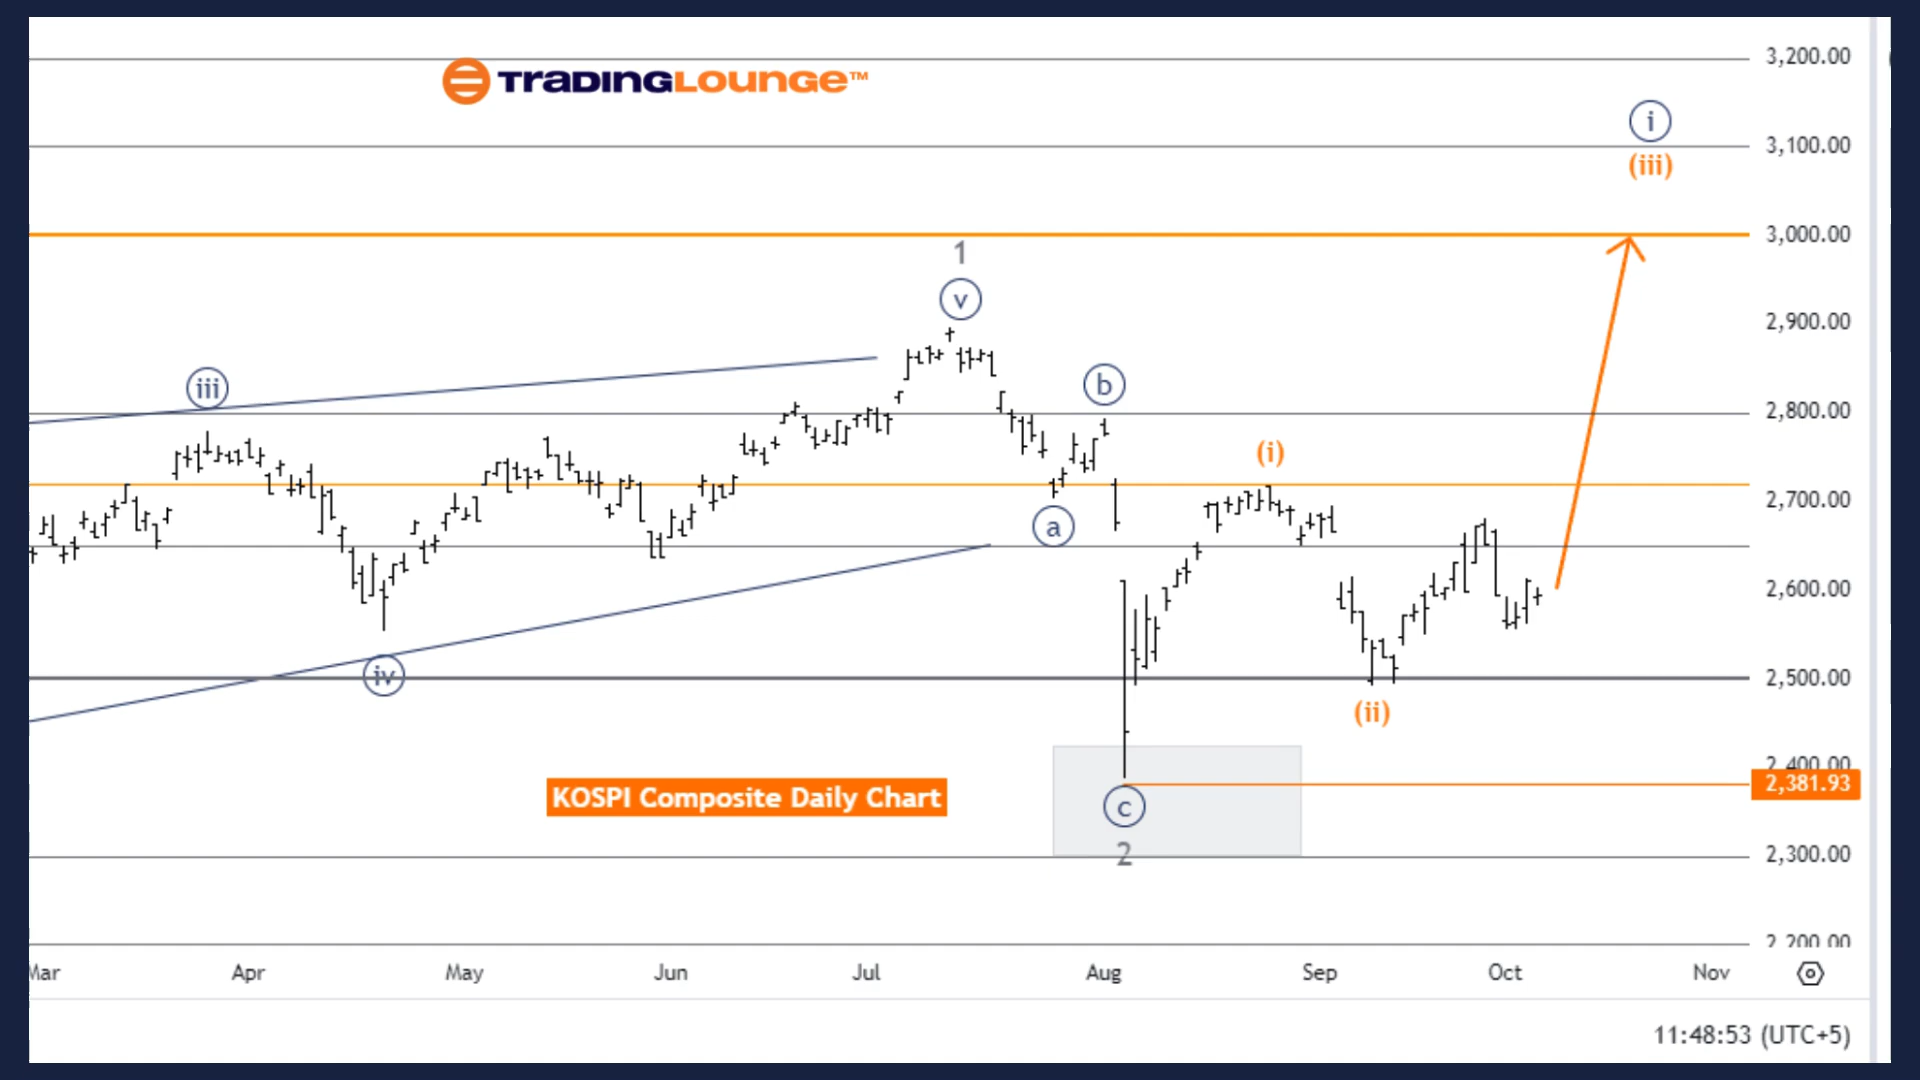 TRADINGLOUNGE™
3,200.00
i
3,100.00
(iii)
3,000.00
1
v
2,900.00
iii
b
2,800.00
(i)
2,700.00
a
2,600.00
iv
2,500.00
(ii)
2,400.00
2,381.93
KOSPI Composite Daily Chart
c
2
2,300.00
2,200.00
Mar Apr May Jun Jul Aug Sep Oct Nov
11:48:53 (UTC+5)